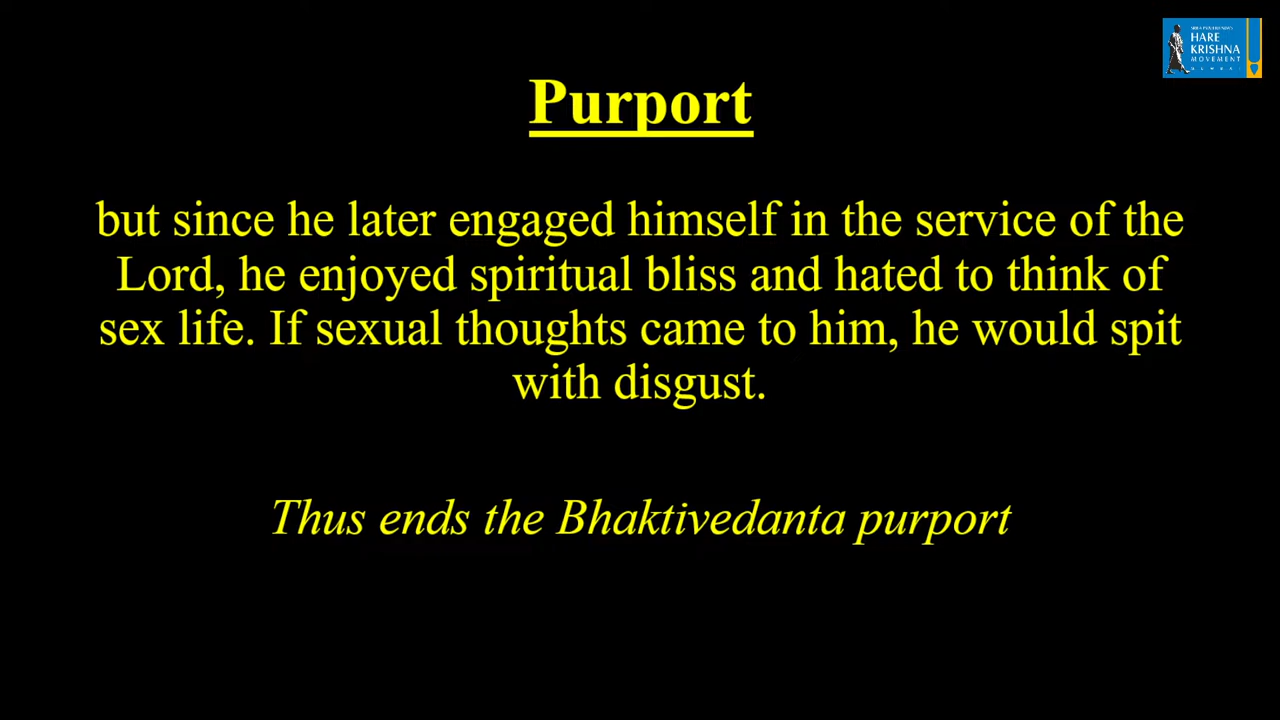 HARE
KRISHNA
MOVEMENT
MUMBAI
Purport
but since he later engaged himself in the service of the
Lord, he enjoyed spiritual bliss and hated to think of
sex life. If sexual thoughts came to him, he would spit
with disgust.
Thus ends the Bhaktivedanta purport